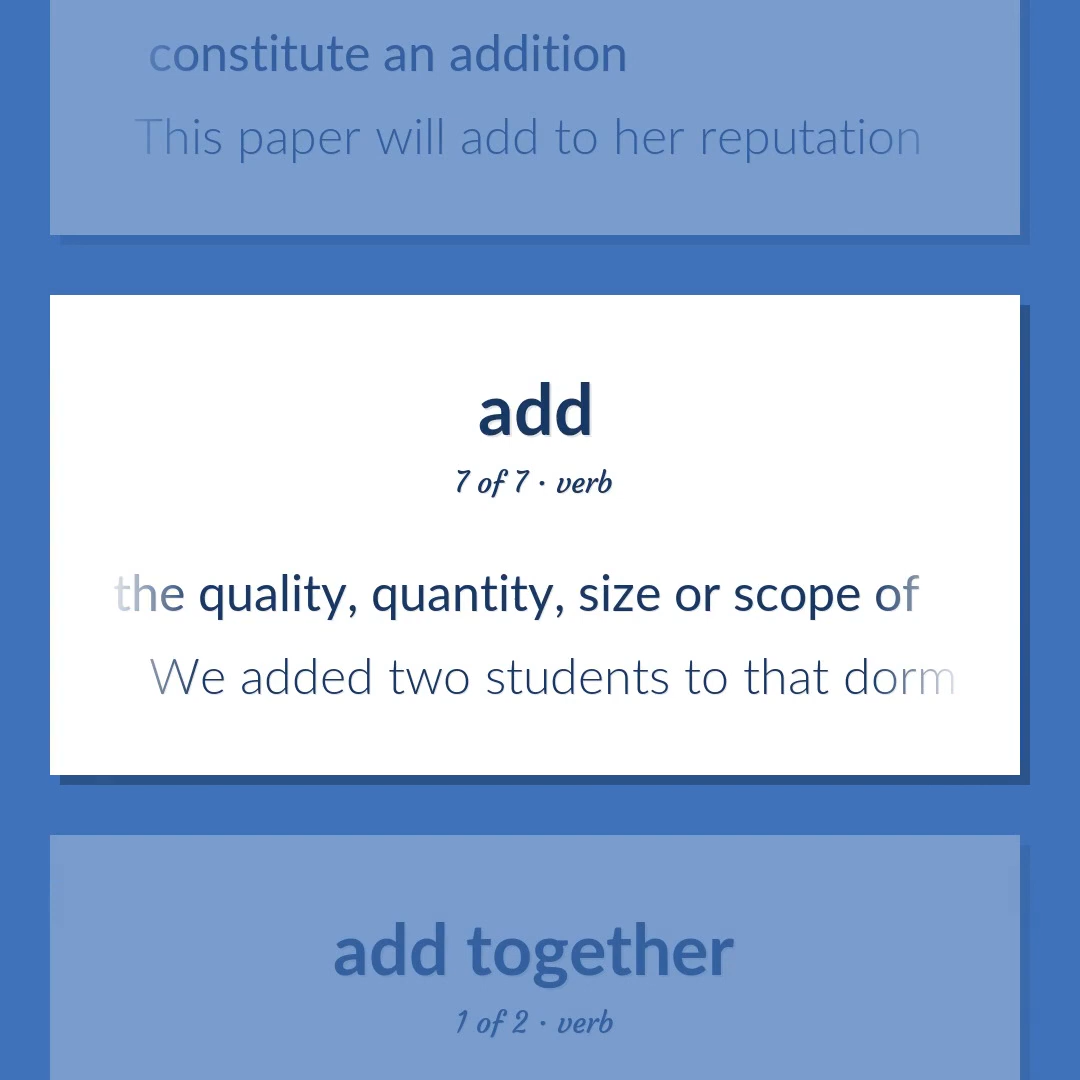 constitute an addition
This paper will add to her reputation
add
7 of 7 · verb
the quality, quantity, size or scope of
We added two students to that dorm
add together
1 of 2 · verb